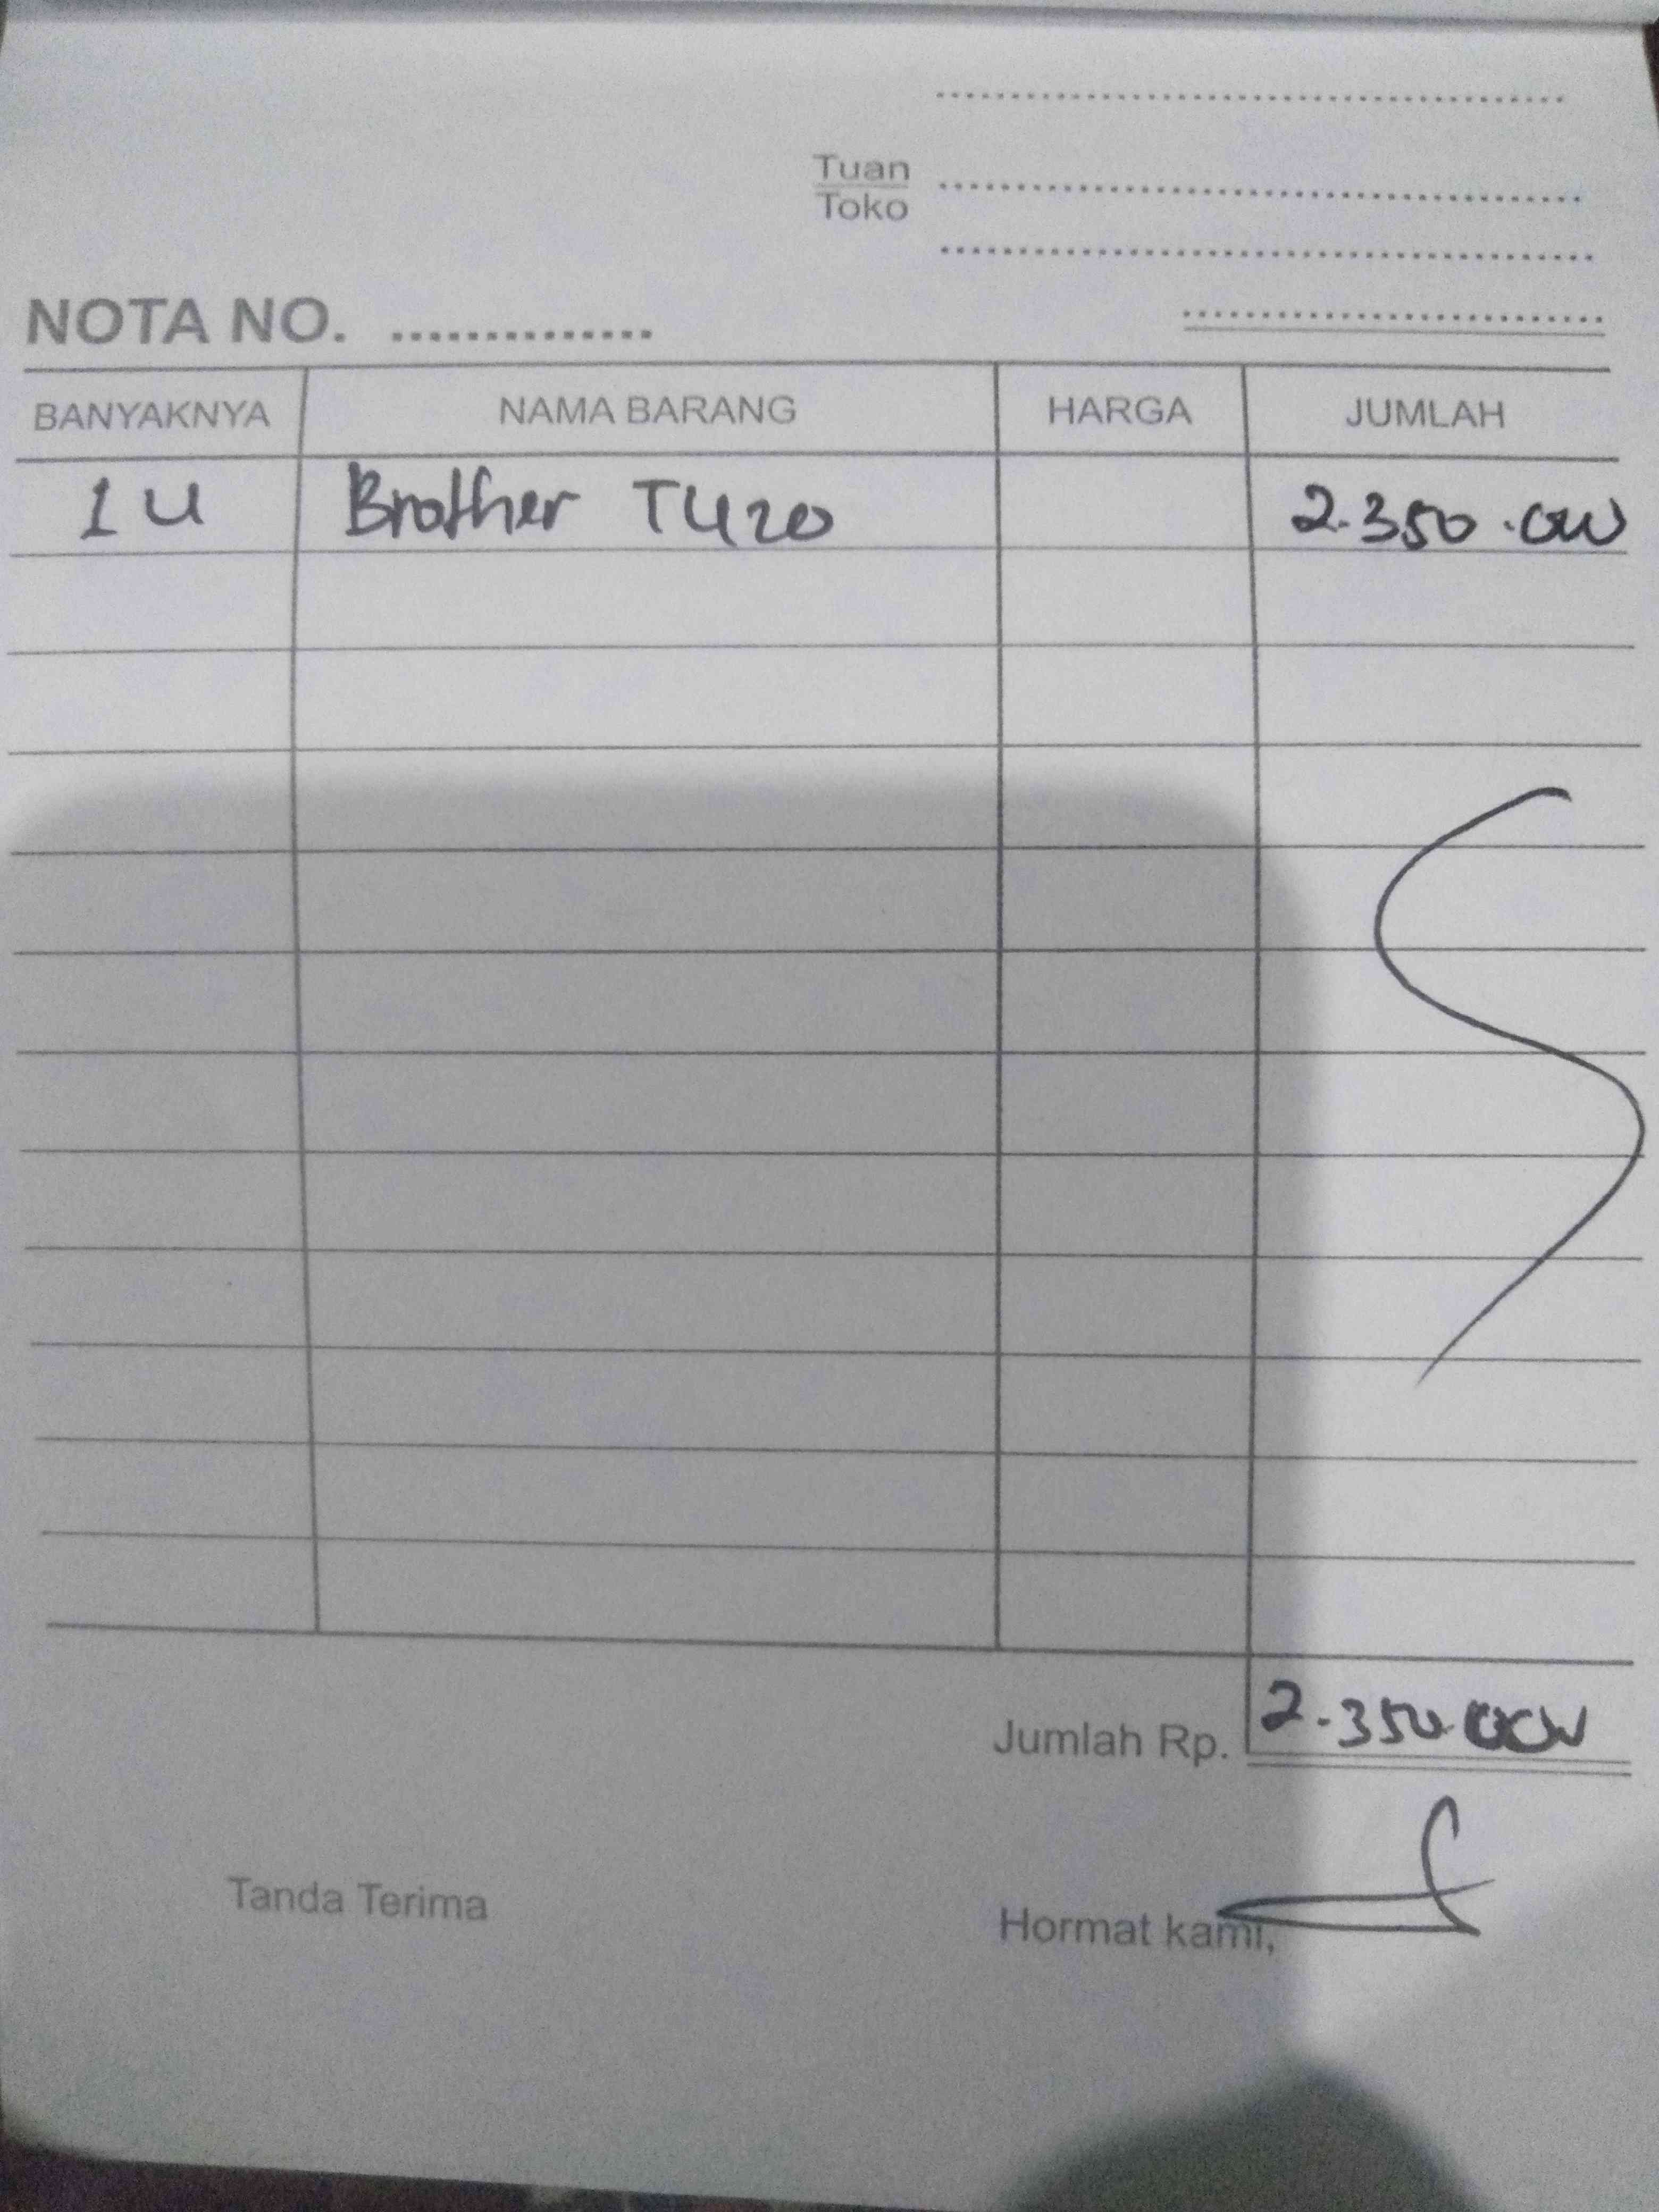 Tuan
Toko
NOTA NO.
BANYAKNYA NAMA BARANG HARGA JUMLAH
1 U Brother T420 2.350.000
Jumlah Rp. 2.350.000
Tanda Terima Hormat kami,